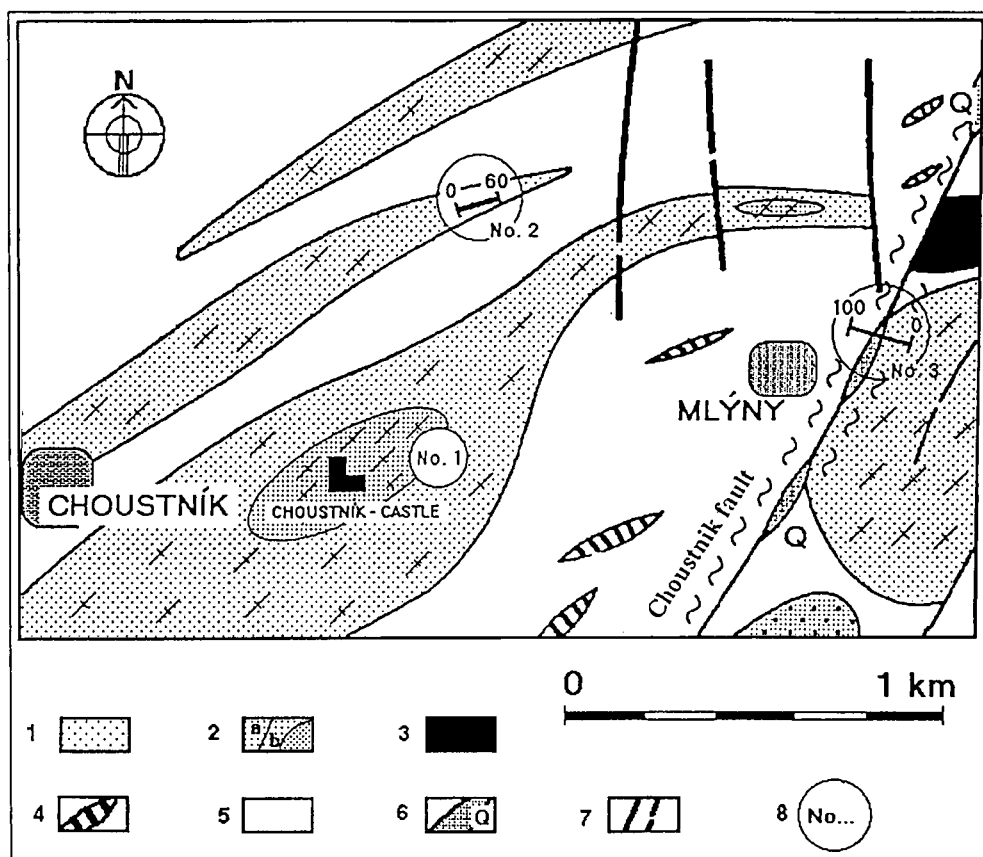 N
Q
0—60
No. 2
100
0
No. 3
MLÝNY
No. 1
CHOUSTNÍK
CHOUSTNÍK - CASTLE
Choustník fault
Q
0 1 km
1
2 a b
3
4
5
6 Q
7
8 No...